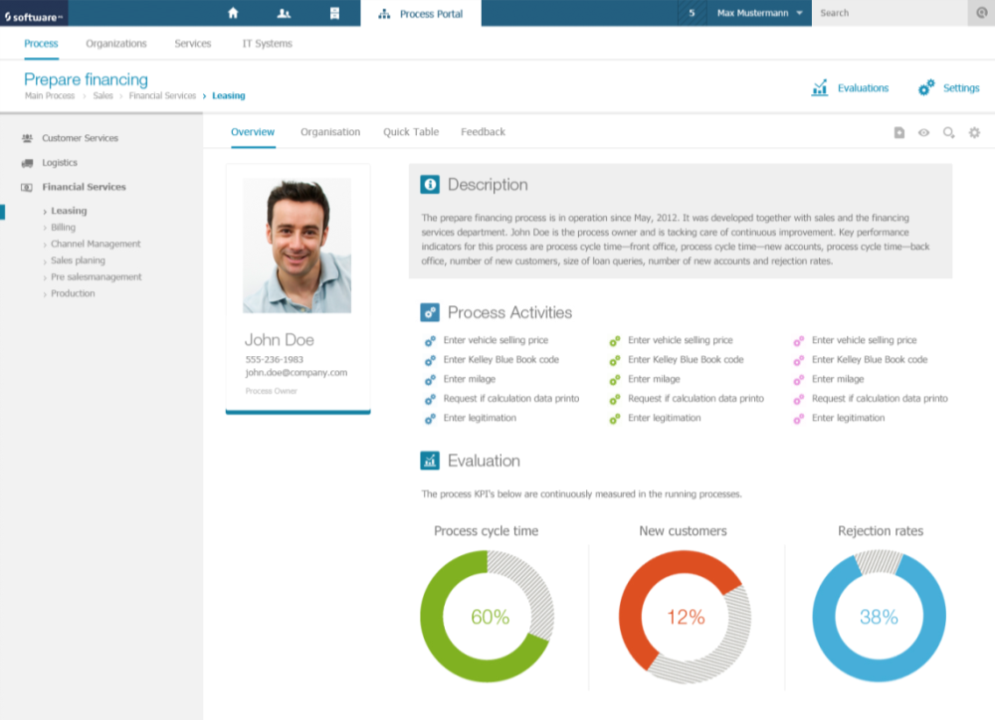 software AG
Process Portal
5
Max Mustermann
Search
Process
Organizations
Services
IT Systems
Prepare financing
Main Process › Sales › Financial Services › Leasing
Evaluations
Settings
Customer Services
Logistics
Financial Services
› Leasing
› Billing
› Channel Management
› Sales planing
› Pre salesmanagement
› Production
Overview
Organisation
Quick Table
Feedback
John Doe
555-236-1983
john.doe@company.com
Process Owner
Description
The prepare financing process is in operation since May, 2012. It was developed together with sales and the financing
services department. John Doe is the process owner and is tacking care of continuous improvement. Key performance
indicators for this process are process cycle time—front office, process cycle time—new accounts, process cycle time—back
office, number of new customers, size of loan queries, number of new accounts and rejection rates.
Process Activities
Enter vehicle selling price
Enter Kelley Blue Book code
Enter milage
Request if calculation data printo
Enter legitimation
Enter vehicle selling price
Enter Kelley Blue Book code
Enter milage
Request if calculation data printo
Enter legitimation
Enter vehicle selling price
Enter Kelley Blue Book code
Enter milage
Request if calculation data printo
Enter legitimation
Evaluation
The process KPI's below are continuously measured in the running processes.
Process cycle time
60%
New customers
12%
Rejection rates
38%